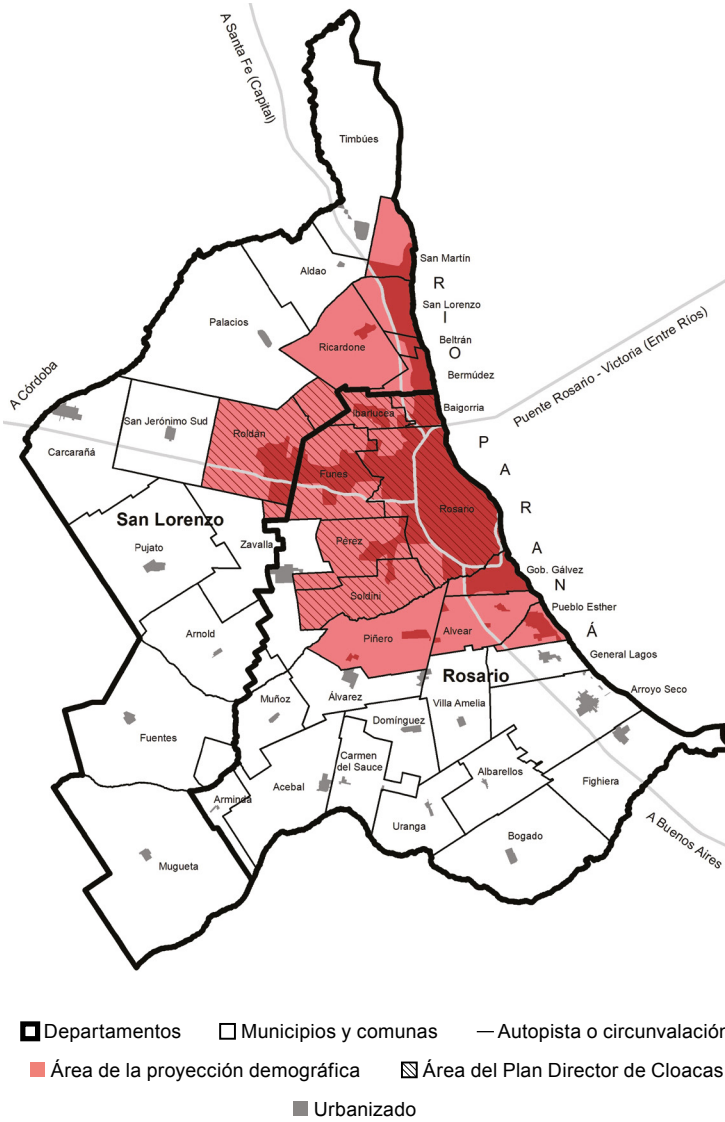 A Santa Fe (Capital)
Timbúes
San Martín
Aldao
R
San Lorenzo
I
Palacios
Beltrán
Ricardone
O
Puente Rosario - Victoria (Entre Ríos)
Bermúdez
A Córdoba
Baigorria
Ibarlucea
San Jerónimo Sud
Roldán
P
Carcarañá
Funes
A
Rosario
R
San Lorenzo
Zavalla
Pérez
A
Pujato
Gob. Gálvez
N
Soldini
Pueblo Esther
Arnold
Piñero
Alvear
Á
General Lagos
Rosario
Arroyo Seco
Muñoz
Álvarez
Villa Amelia
Domínguez
Fuentes
Carmen
del Sauce
Albarellos
Acebal
Fighiera
Arminda
Uranga
Bogado
A Buenos Aires
Mugueta
Departamentos
Municipios y comunas
Autopista o circunvalación
Área de la proyección demográfica
Área del Plan Director de Cloacas
Urbanizado